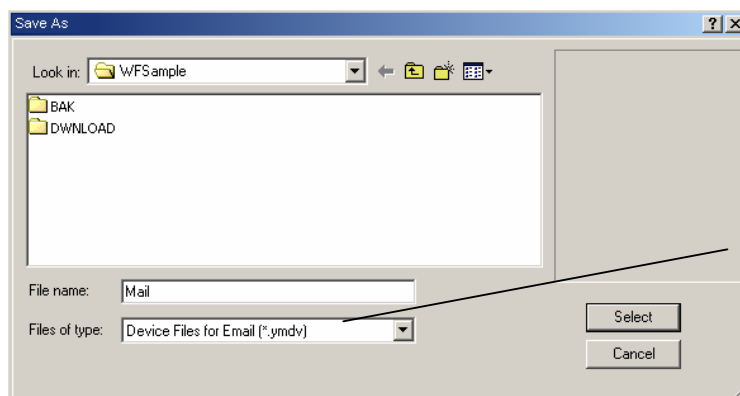 Save As
Look in: WFSample
BAK
DWNLOAD
File name: Mail
Files of type: Device Files for Email (*.ymdv)
Select
Cancel